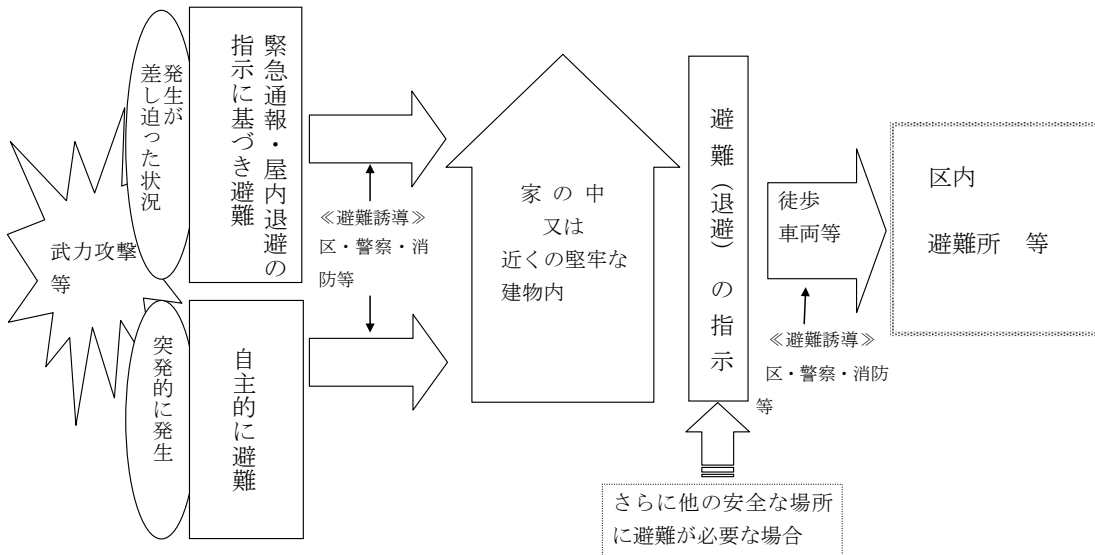 武力攻撃
等
発生が
差し迫った状況
緊急通報・屋内退避の
指示に基づき避難
突発的に発生
自主的に避難
≪避難誘導≫
区・警察・消
防等
家の中
又は
近くの堅牢な
建物内
避難(退避)の指示
さらに他の安全な場所
に避難が必要な場合
徒歩
車両等
≪避難誘導≫
区・警察・消防
等
区内
避難所　等